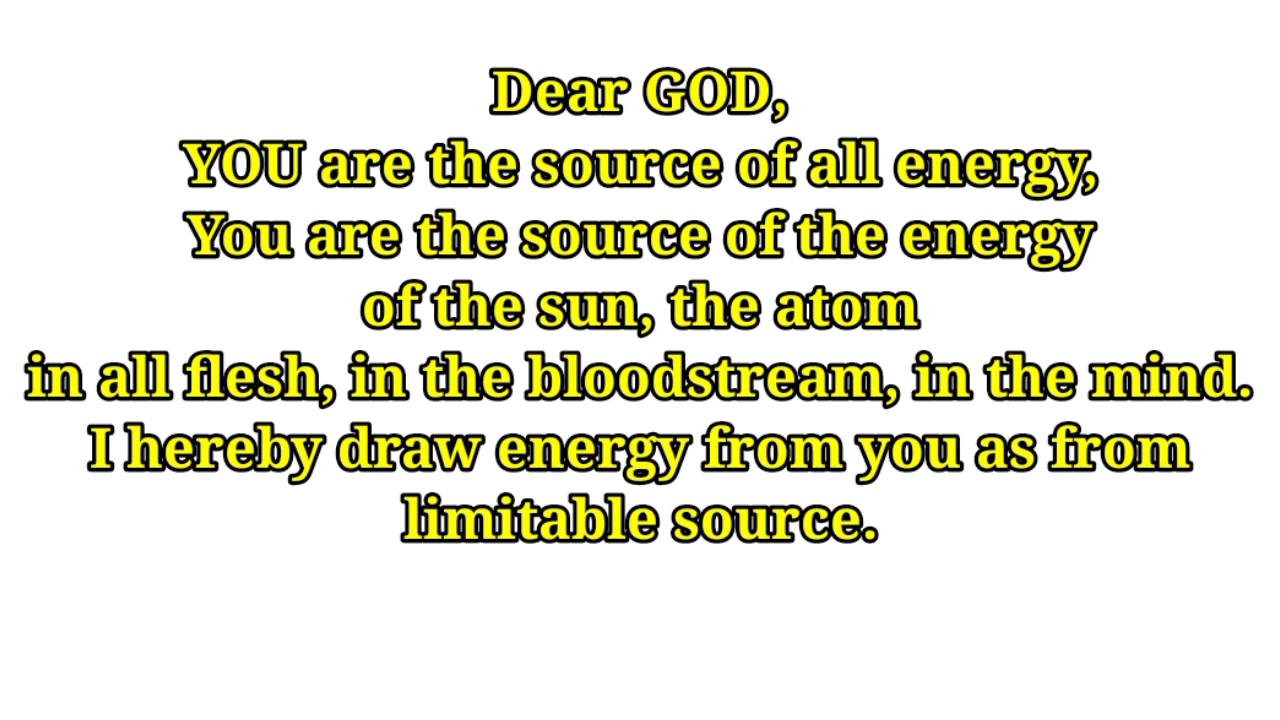 Dear GOD,
YOU are the source of all energy,
You are the source of the energy
of the sun, the atom
in all flesh, in the bloodstream, in the mind.
I hereby draw energy from you as from
limitable source.